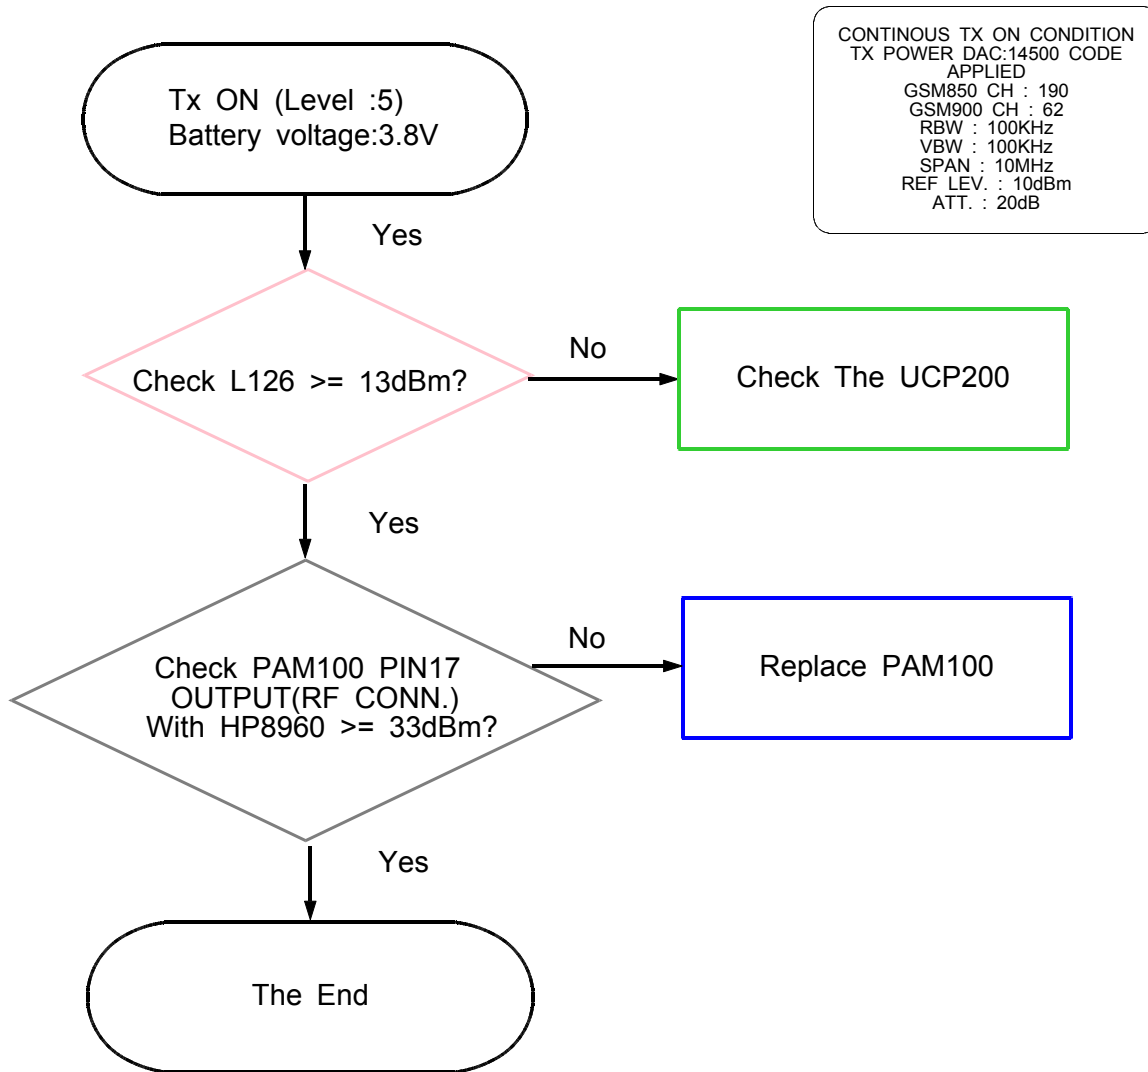 CONTINOUS TX ON CONDITION
TX POWER DAC:14500 CODE
APPLIED
GSM850 CH : 190
GSM900 CH : 62
RBW : 100KHz
VBW : 100KHz
SPAN : 10MHz
REF LEV. : 10dBm
ATT. : 20dB
Tx ON (Level :5)
Battery voltage:3.8V
Yes
Check L126 >= 13dBm?
No
Check The UCP200
Yes
Check PAM100 PIN17
OUTPUT(RF CONN.)
With HP8960 >= 33dBm?
No
Replace PAM100
Yes
The End